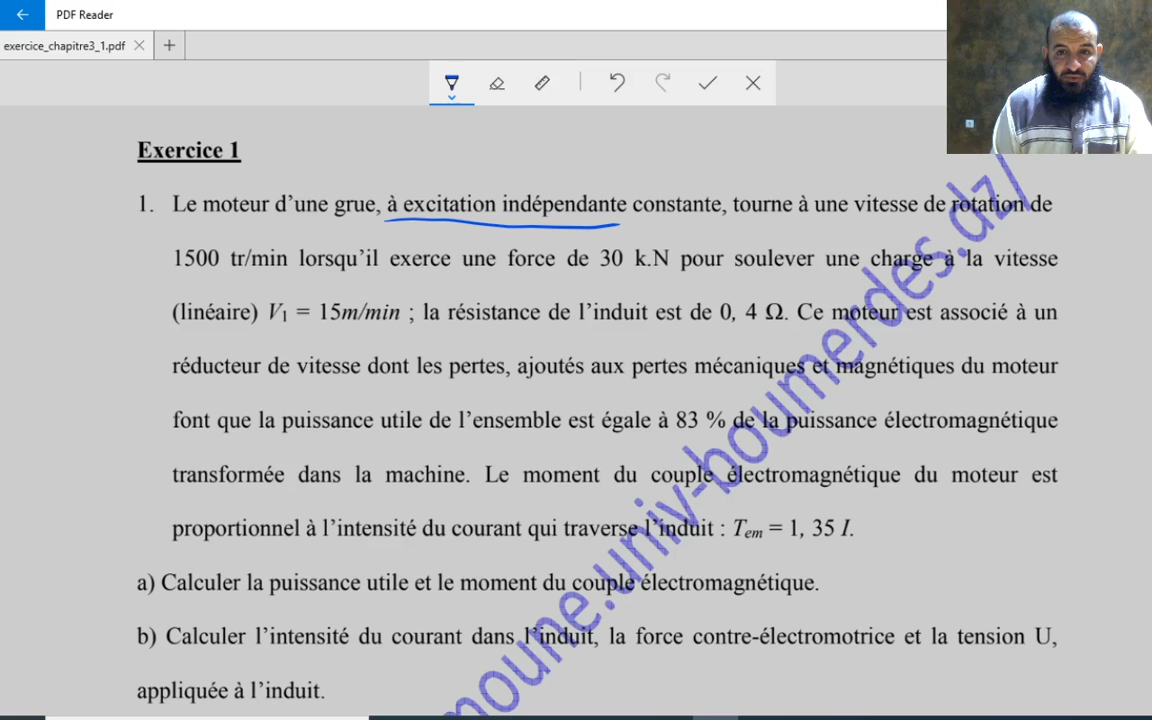 PDF Reader
exercice_chapitre3_1.pdf
Exercice 1
1. Le moteur d’une grue, à excitation indépendante constante, tourne à une vitesse de rotation de
1500 tr/min lorsqu’il exerce une force de 30 k.N pour soulever une charge à la vitesse
(linéaire) V1 = 15m/min ; la résistance de l’induit est de 0, 4 Ω. Ce moteur est associé à un
réducteur de vitesse dont les pertes, ajoutés aux pertes mécaniques et magnétiques du moteur
font que la puissance utile de l’ensemble est égale à 83 % de la puissance électromagnétique
transformée dans la machine. Le moment du couple électromagnétique du moteur est
proportionnel à l’intensité du courant qui traverse l’induit : Tem = 1, 35 I.
a) Calculer la puissance utile et le moment du couple électromagnétique.
b) Calculer l’intensité du courant dans l’induit, la force contre-électromotrice et la tension U,
appliquée à l’induit.
moune.univ-boumerdes.dz/